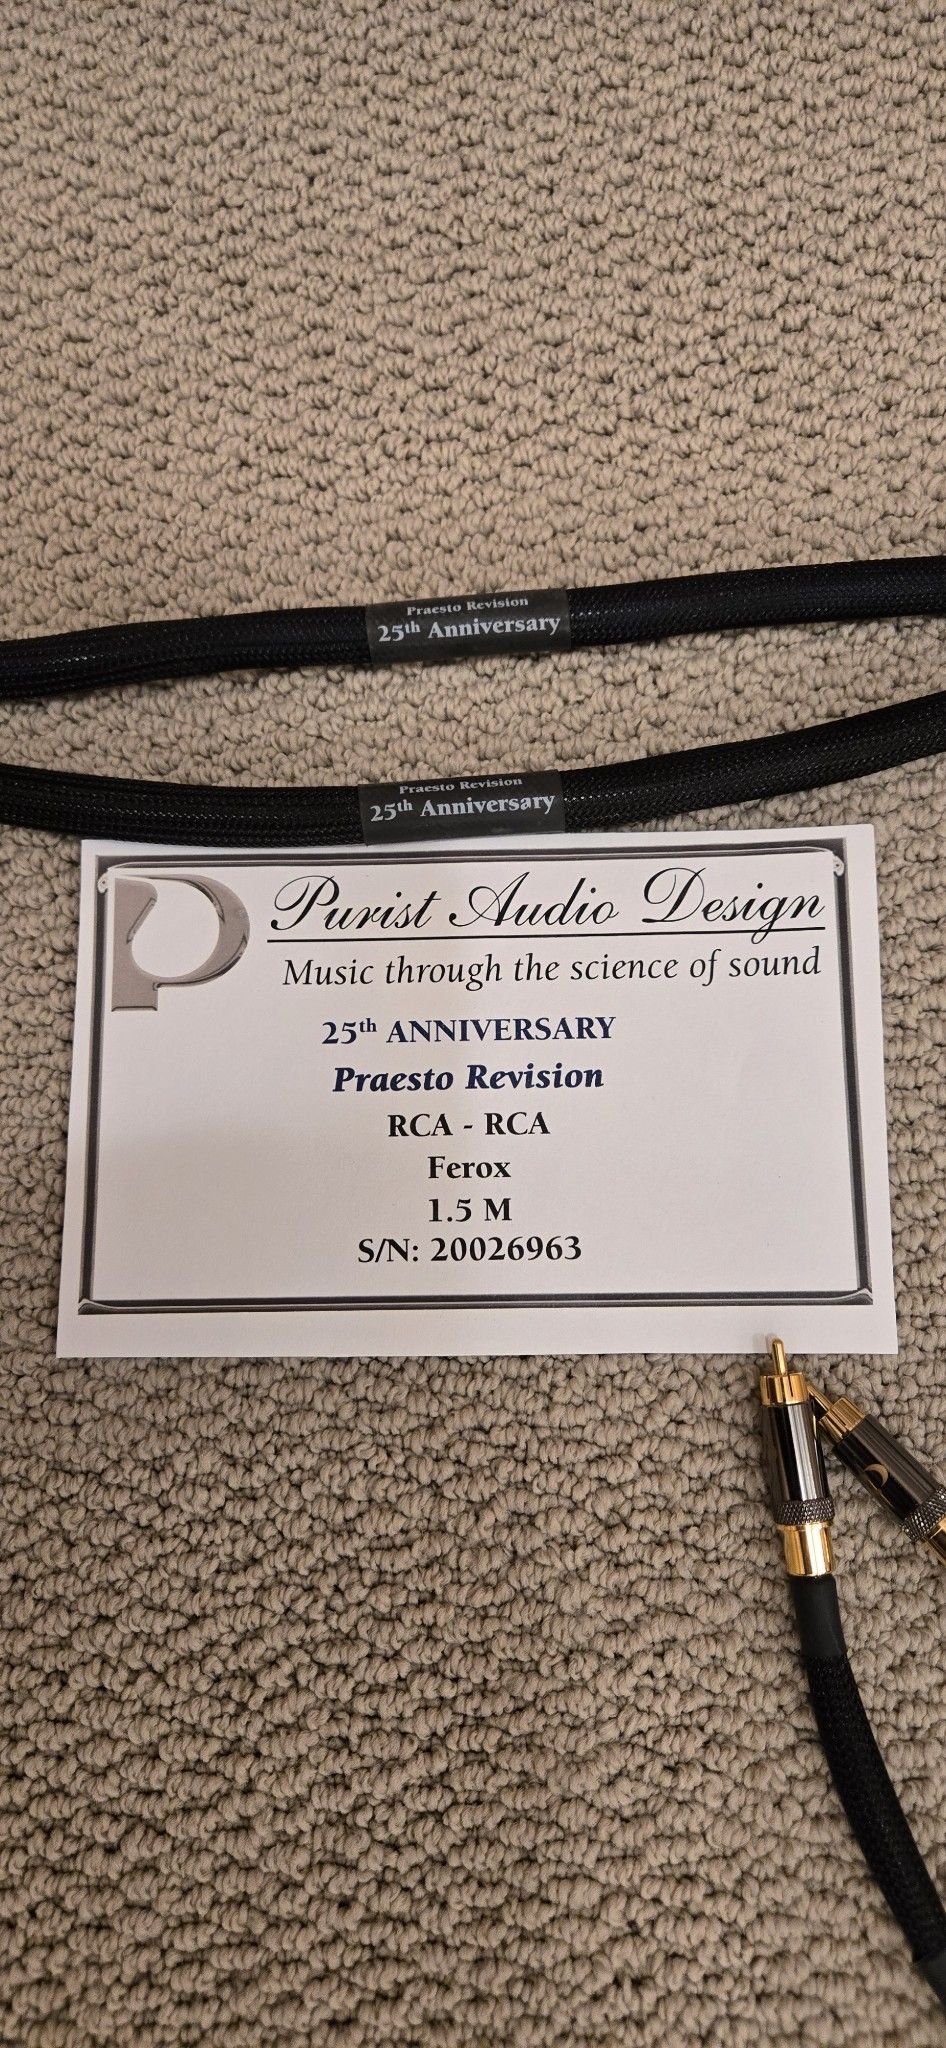 Praesto Revision
25th Anniversary
Praesto Revision
25th Anniversary
Purist Audio Design
Music through the science of sound
25th ANNIVERSARY
Praesto Revision
RCA - RCA
Ferox
1.5 M
S/N: 20026963